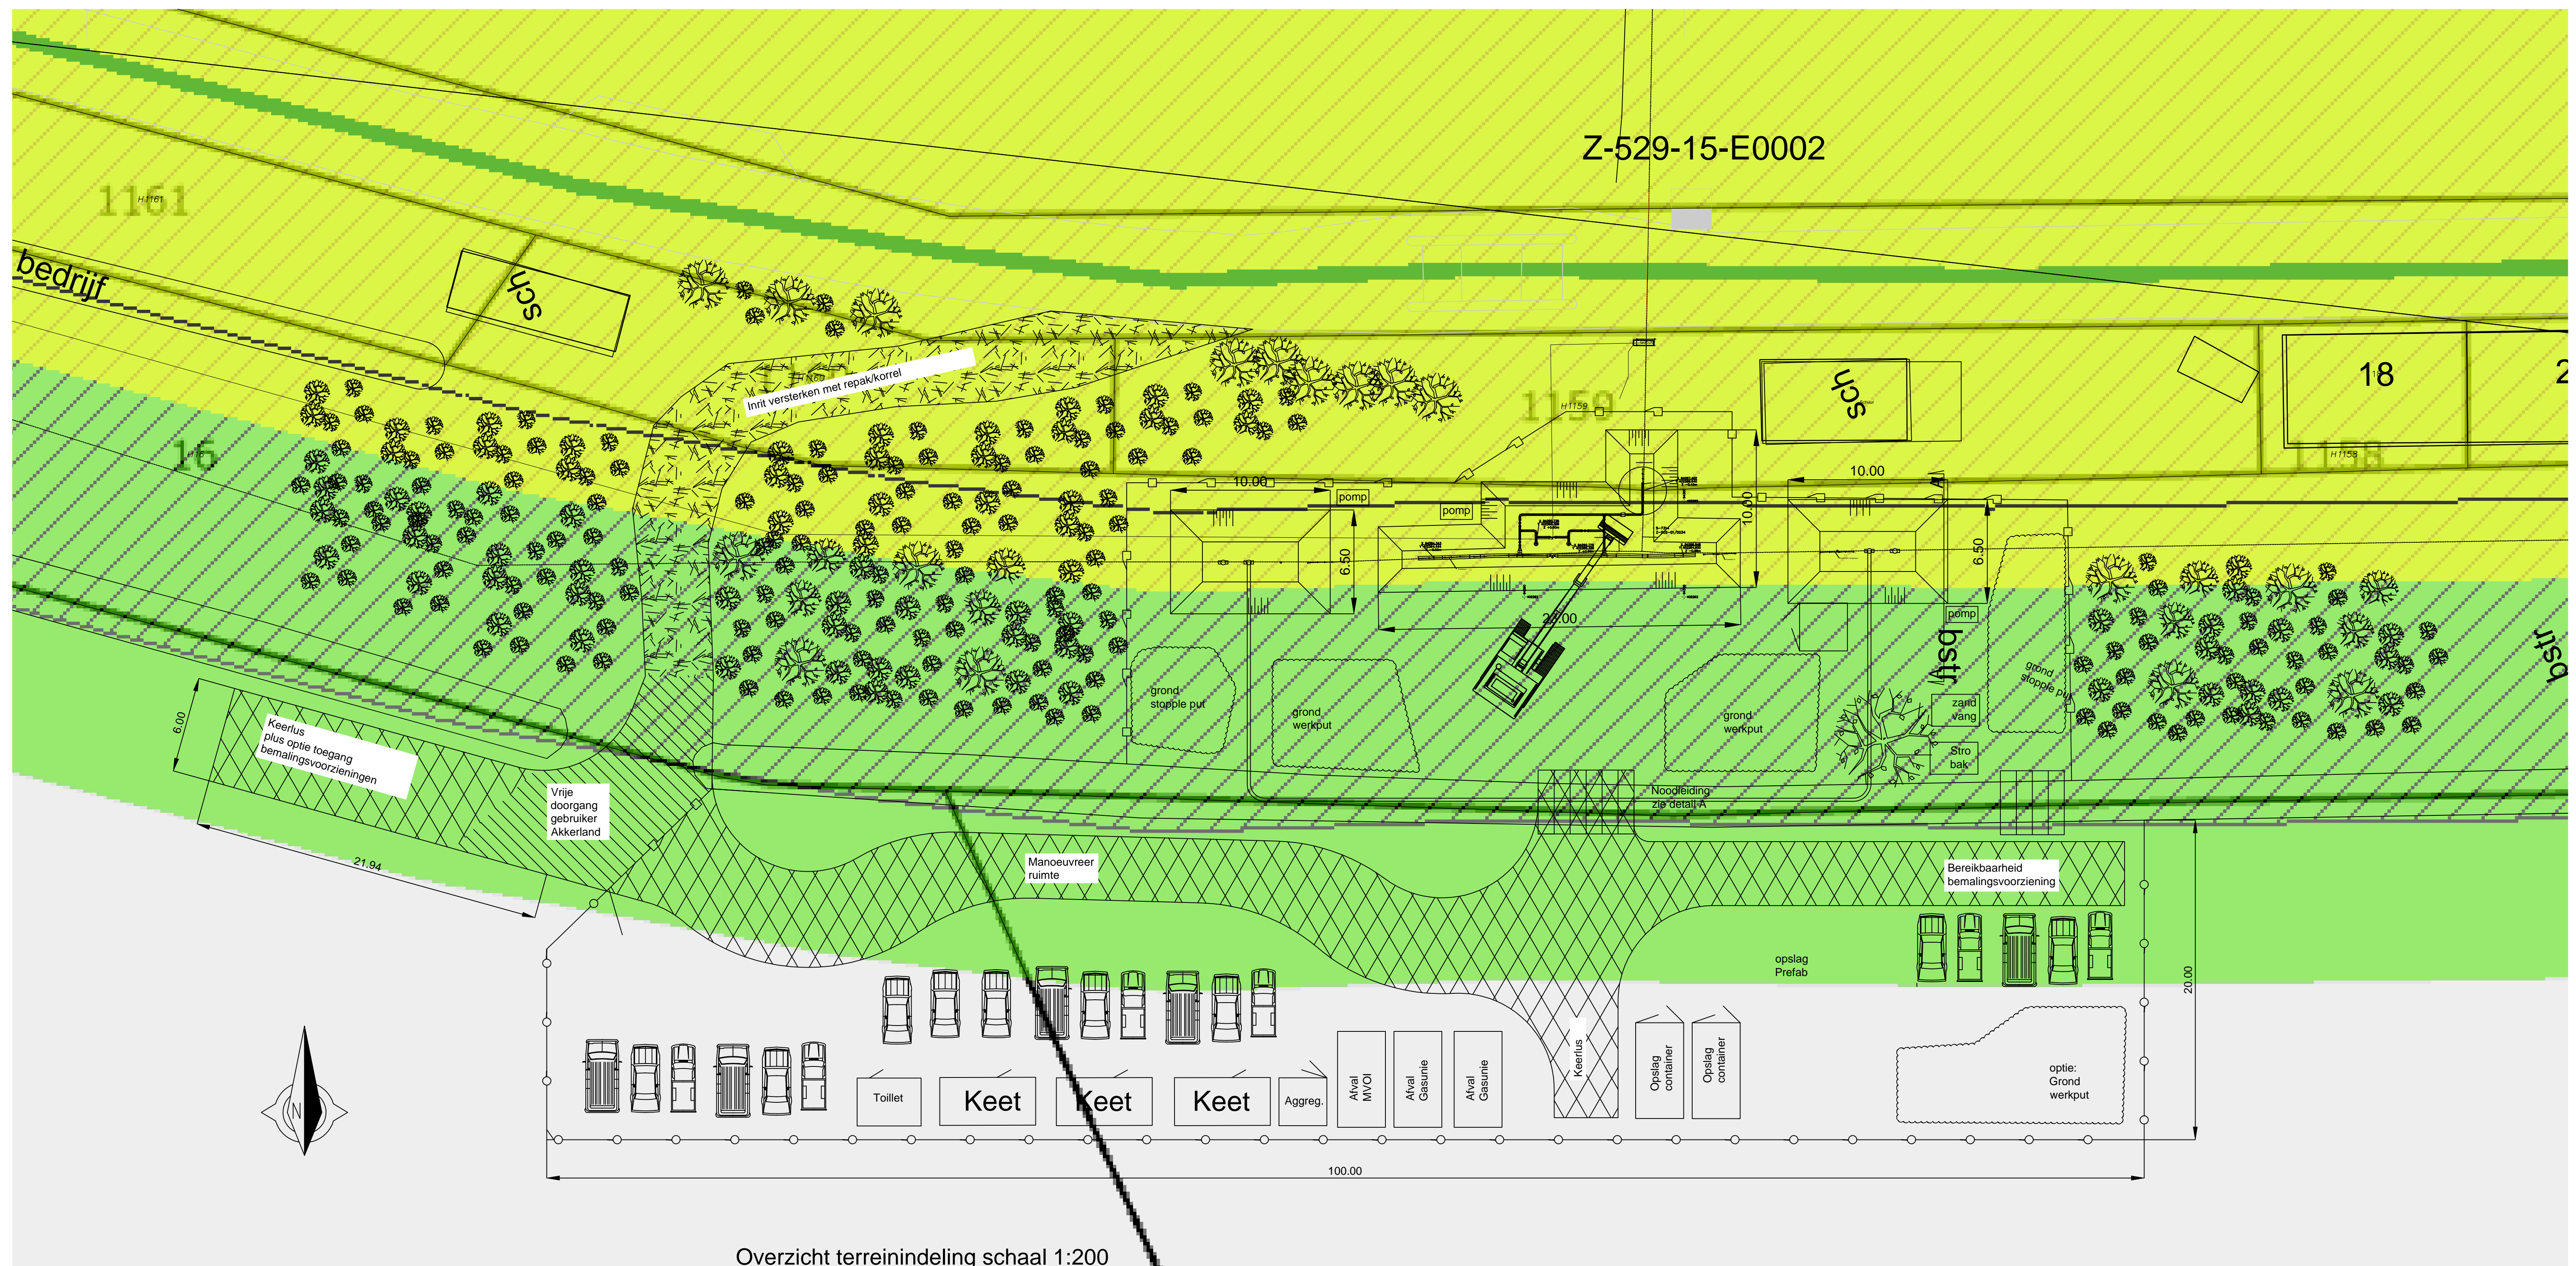 Z-529-15-E0002
1161
H1161
bedrijf
sch
Inrit versterken met repak/korrel
1159
H1159
sch
18
2
1158
H1158
16
10.00
pomp
pomp
10.00
10.00
6.50
6.50
pomp
bstr
bstr
grond
stopple put
grond
werkput
grond
werkput
grond
stopple put
zand
vang
Stro
bak
Noodleiding
zie detail A
6.00
Keerlus
plus optie toegang
bemalingsvoorzieningen
Vrije
doorgang
gebruiker
Akkerland
21.94
Manoeuvreer
ruimte
Bereikbaarheid
bemalingsvoorziening
opslag
Prefab
20.00
Toillet
Keet
Keet
Keet
Aggreg.
Afval
MVOI
Afval
Gasunie
Afval
Gasunie
Keerlus
Opslag
container
Opslag
container
optie:
Grond
werkput
N
100.00
Overzicht terreinindeling schaal 1:200